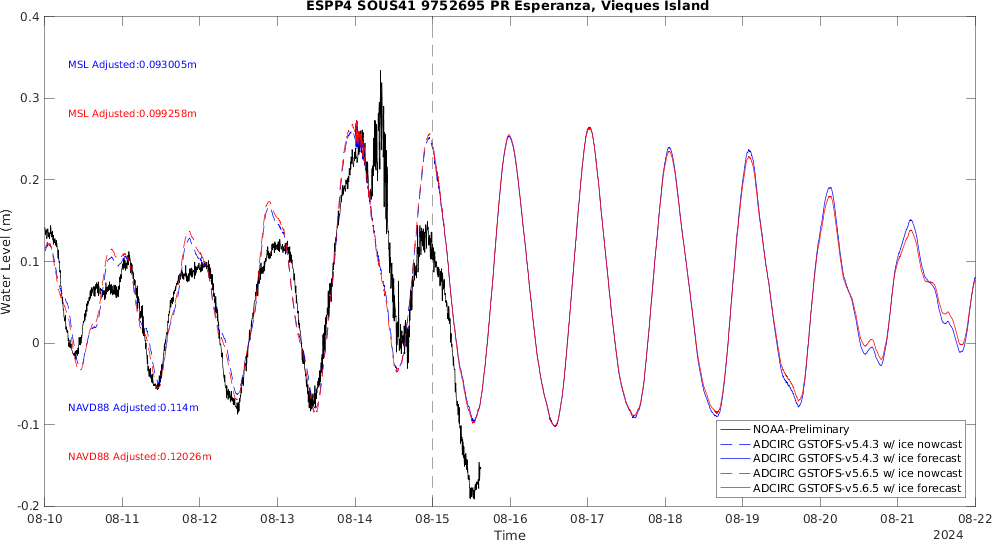 ESPP4 SOUS41 9752695 PR Esperanza, Vieques Island
Water Level (m)
0.4
0.3
0.2
0.1
0
-0.1
-0.2
MSL Adjusted:0.093005m
MSL Adjusted:0.099258m
NAVD88 Adjusted:0.114m
NAVD88 Adjusted:0.12026m
NOAA-Preliminary
ADCIRC GSTOFS-v5.4.3 w/ ice nowcast
ADCIRC GSTOFS-v5.4.3 w/ ice forecast
ADCIRC GSTOFS-v5.6.5 w/ ice nowcast
ADCIRC GSTOFS-v5.6.5 w/ ice forecast
08-10 08-11 08-12 08-13 08-14 08-15 08-16 08-17 08-18 08-19 08-20 08-21 08-22
Time
2024